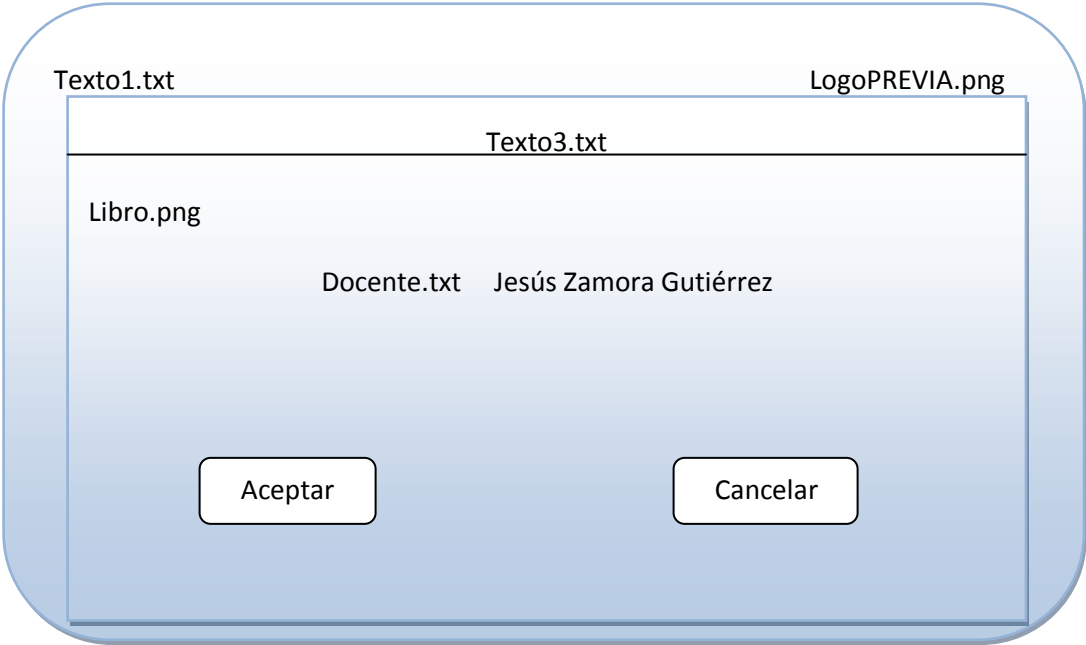 Texto1.txt LogoPREVIA.png
Texto3.txt
Libro.png
Docente.txt Jesús Zamora Gutiérrez
Aceptar Cancelar